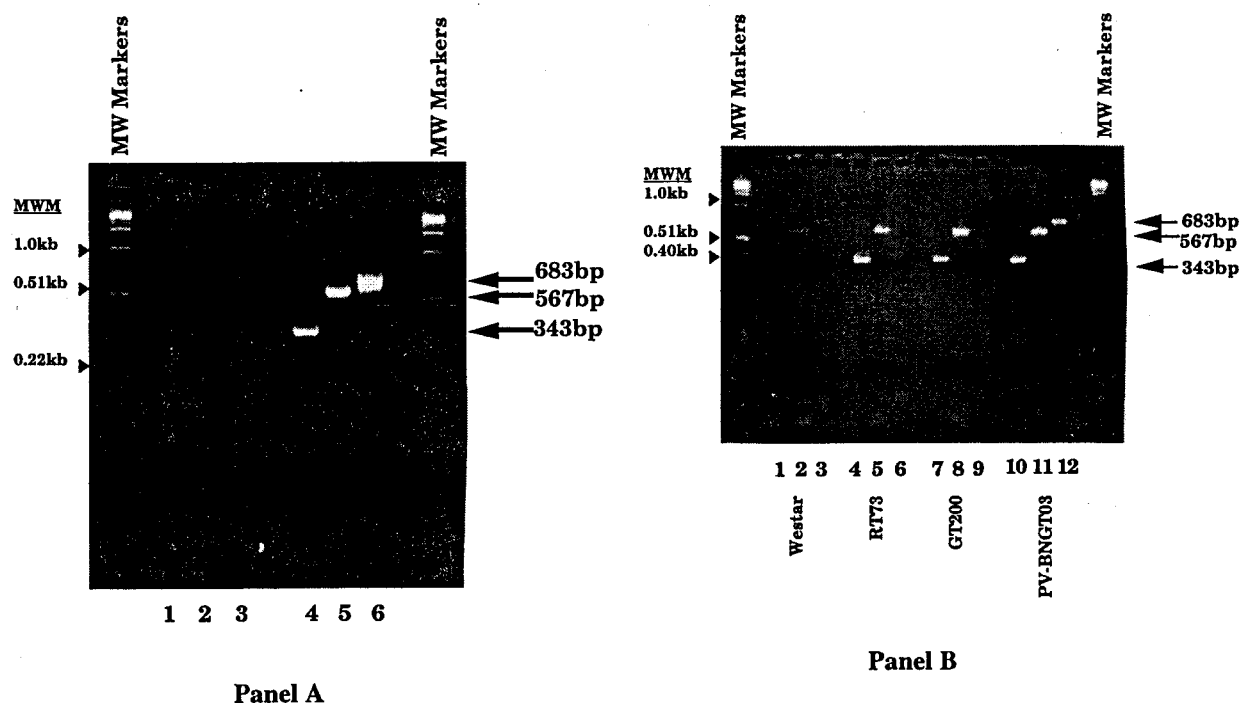 MW Markers
MW Markers
MWM
1.0kb
0.51kb
0.22kb
683bp
567bp
343bp
1 2 3 4 5 6
Panel A
MW Markers
MW Markers
MWM
1.0kb
0.51kb
0.40kb
683bp
567bp
343bp
1 2 3 4 5 6 7 8 9 10 11 12
Westar
RT73
GT200
PV-BNGT03
Panel B